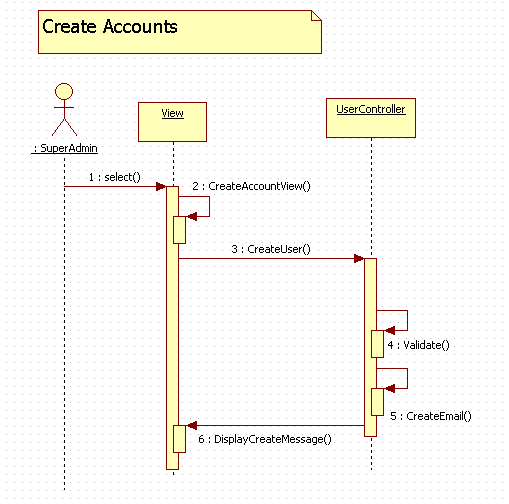 Create Accounts
: SuperAdmin
View
UserController
1 : select()
2 : CreateAccountView()
3 : CreateUser()
4 : Validate()
5 : CreateEmail()
6 : DisplayCreateMessage()